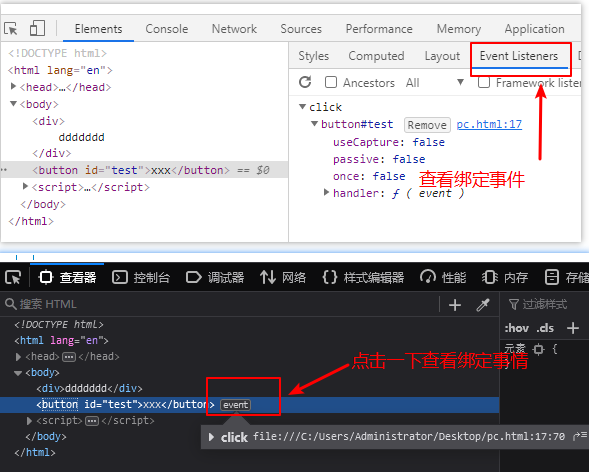 Elements Console Network Sources Performance Memory Application
<!DOCTYPE html>
<html lang="en">
<head>…</head>
<body>
<div>
ddddddd
</div>
<button id="test">xxx</button> == $0
<script>…</script>
</body>
</html>
Styles Computed Layout Event Listeners
Ancestors All Framework listen
click
button#test Remove pc.html:17
useCapture: false
passive: false
once: false
handler: ƒ ( event )
查看绑定事件
查看器 控制台 调试器 网络 样式编辑器 性能 内存 存储
搜索 HTML
<!DOCTYPE html>
<html lang="en">
<head> </head>
<body>
<div>ddddddd</div>
<button id="test">xxx</button> event
<script> </script>
</body>
</html>
click file:///C:/Users/Administrator/Desktop/pc.html:17:70
过滤样式
:hov .cls
元素 {
}
点击一下查看绑定事情